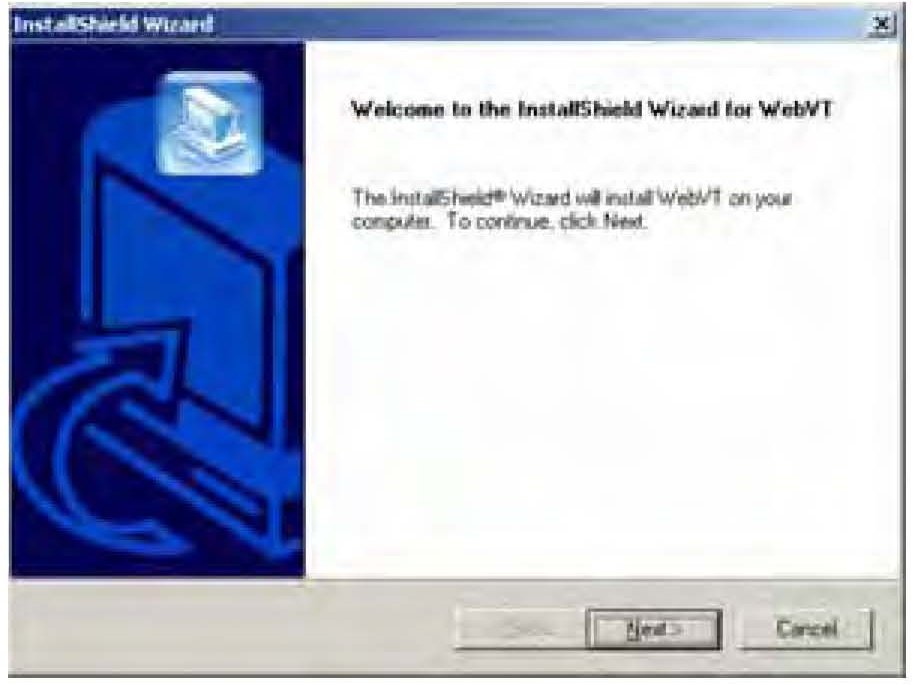 InstallShield Wizard
Welcome to the InstallShield Wizard for WebVT
The InstallShield® Wizard will install WebVT on your
computer. To continue, click Next.
Next >
Cancel